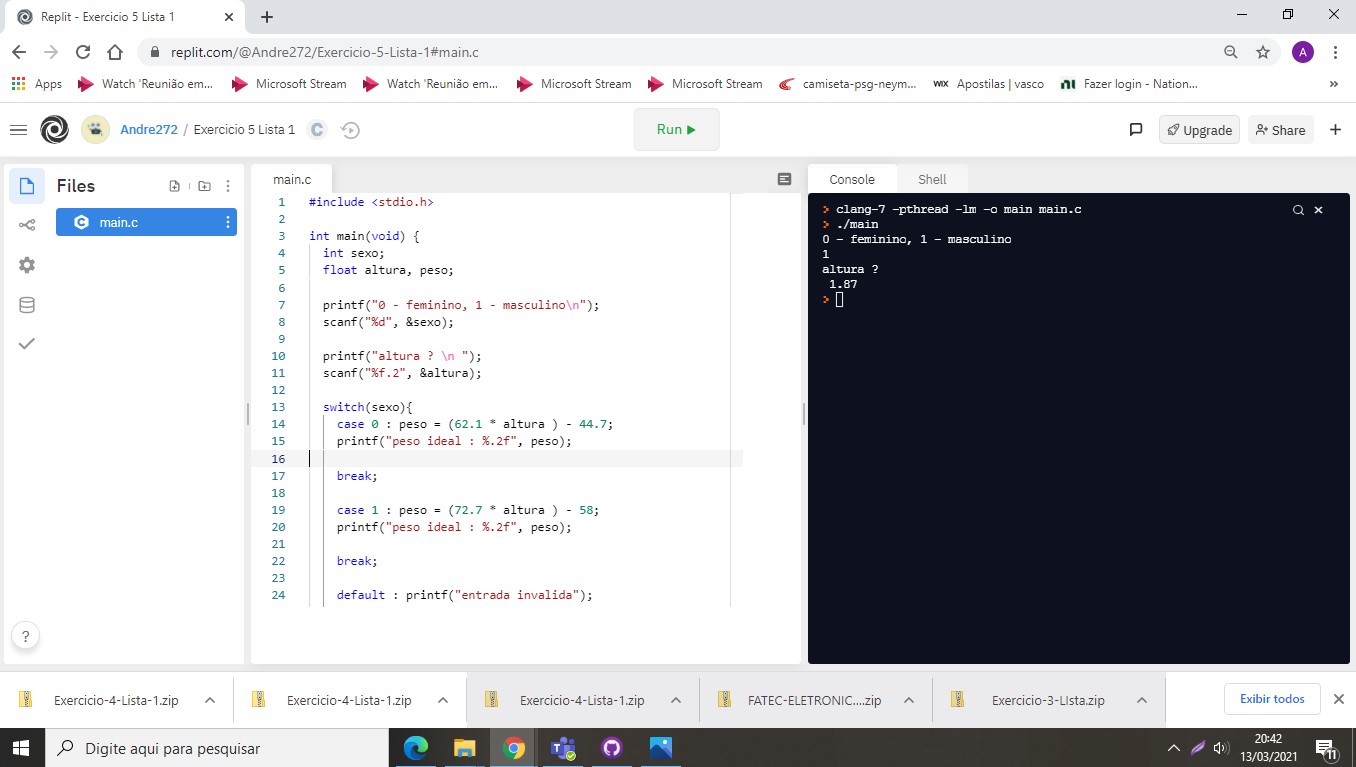 Replit - Exercicio 5 Lista 1
replit.com/@Andre272/Exercicio-5-Lista-1#main.c
A
Apps Watch 'Reunião em... Microsoft Stream Watch 'Reunião em... Microsoft Stream Microsoft Stream camiseta-psg-neym... WIX Apostilas | vasco Fazer login - Nation... »
Andre272 / Exercicio 5 Lista 1 C
Run
Upgrade Share +
Files
main.c
main.c
1 #include <stdio.h>
2
3 int main(void) {
4 int sexo;
5 float altura, peso;
6
7 printf("0 - feminino, 1 - masculino\n");
8 scanf("%d", &sexo);
9
10 printf("altura ? \n ");
11 scanf("%f.2", &altura);
12
13 switch(sexo){
14 case 0 : peso = (62.1 * altura ) - 44.7;
15 printf("peso ideal : %.2f", peso);
16
17 break;
18
19 case 1 : peso = (72.7 * altura ) - 58;
20 printf("peso ideal : %.2f", peso);
21
22 break;
23
24 default : printf("entrada invalida");
Console Shell
> clang-7 -pthread -lm -o main main.c
> ./main
0 - feminino, 1 - masculino
1
altura ?
1.87
>
?
Exercicio-4-Lista-1.zip Exercicio-4-Lista-1.zip Exercicio-4-Lista-1.zip FATEC-ELETRONIC....zip Exercicio-3-LIsta.zip Exibir todos
Digite aqui para pesquisar
20:42
13/03/2021
11